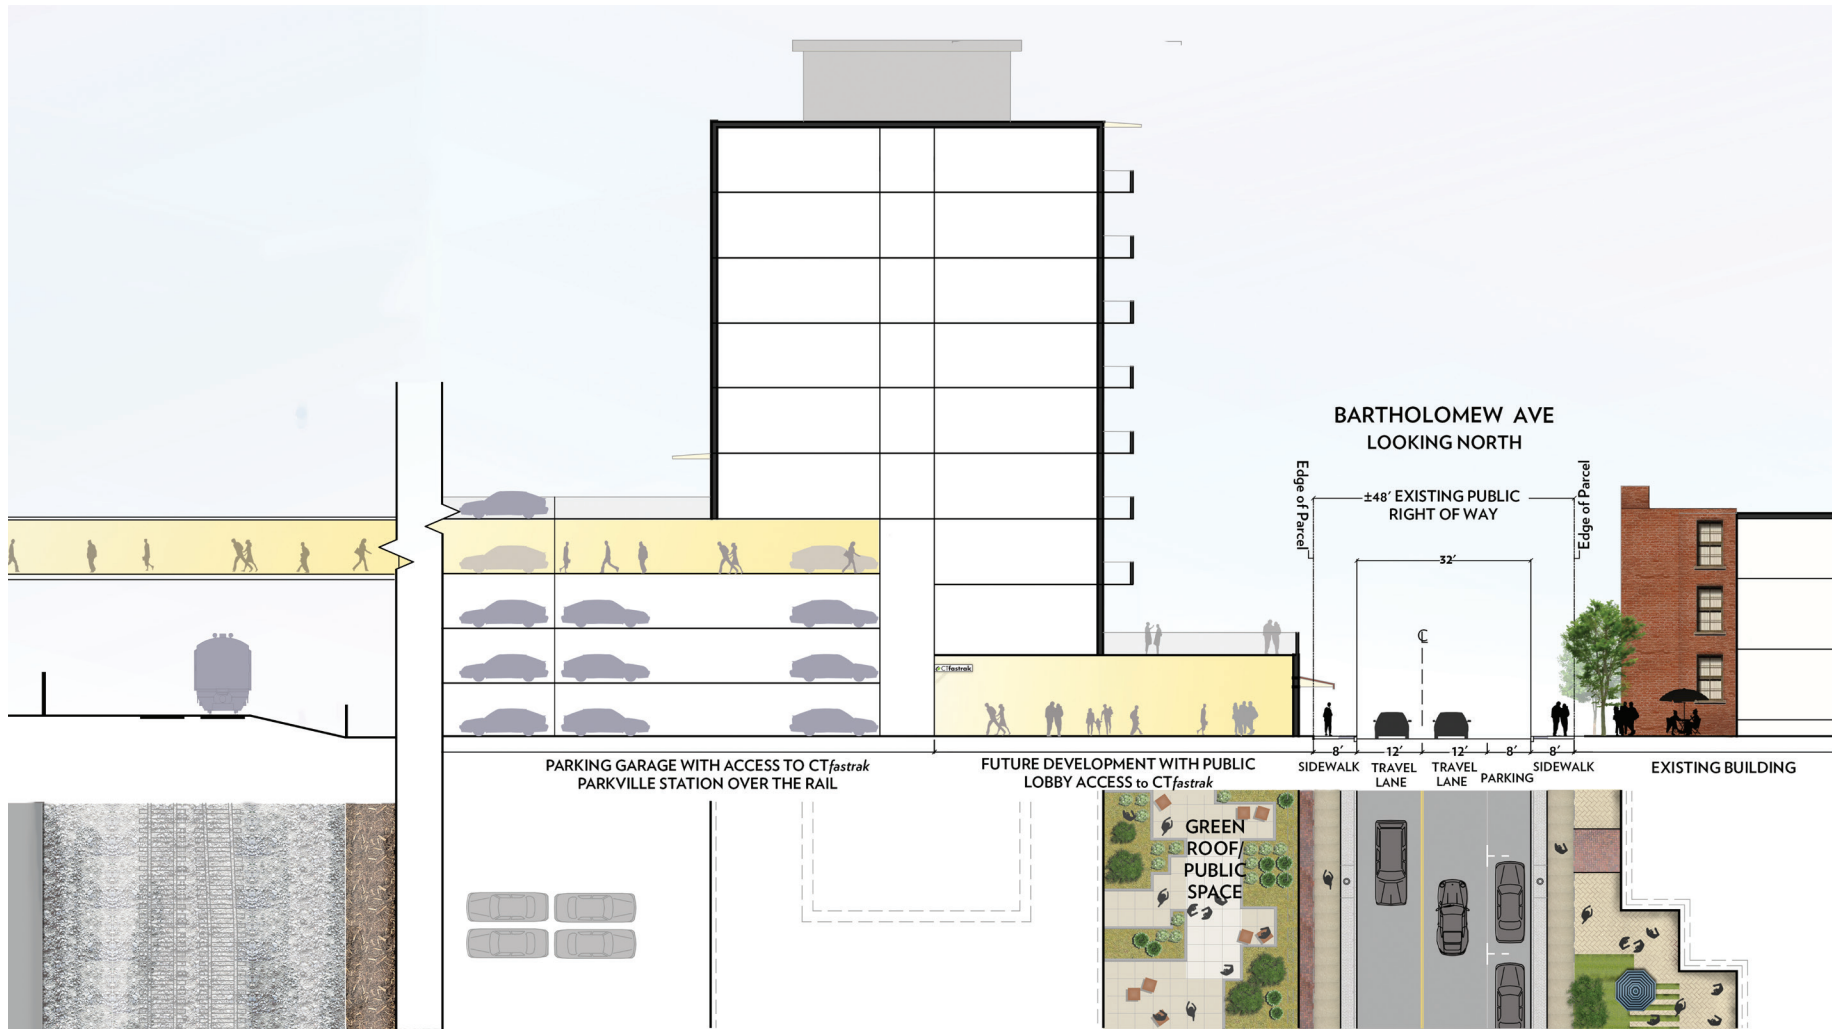 BARTHOLOMEW AVE
LOOKING NORTH
Edge of Parcel
Edge of Parcel
±48' EXISTING PUBLIC
RIGHT OF WAY
32'
CL
CTfastrak
8'
12'
12'
8'
8'
SIDEWALK
TRAVEL
LANE
TRAVEL
LANE
PARKING
SIDEWALK
PARKING GARAGE WITH ACCESS TO CTfastrak
PARKVILLE STATION OVER THE RAIL
FUTURE DEVELOPMENT WITH PUBLIC
LOBBY ACCESS to CTfastrak
EXISTING BUILDING
GREEN
ROOF/
PUBLIC
SPACE